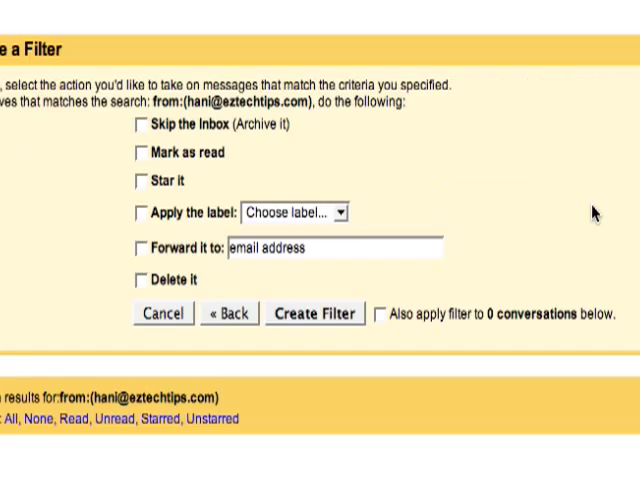 e a Filter
, select the action you'd like to take on messages that match the criteria you specified.
ves that matches the search: from:(hani@eztechtips.com), do the following:
Skip the Inbox (Archive it)
Mark as read
Star it
Apply the label: Choose label...
Forward it to: email address
Delete it
Cancel « Back Create Filter Also apply filter to 0 conversations below.
results for:from:(hani@eztechtips.com)
: All, None, Read, Unread, Starred, Unstarred